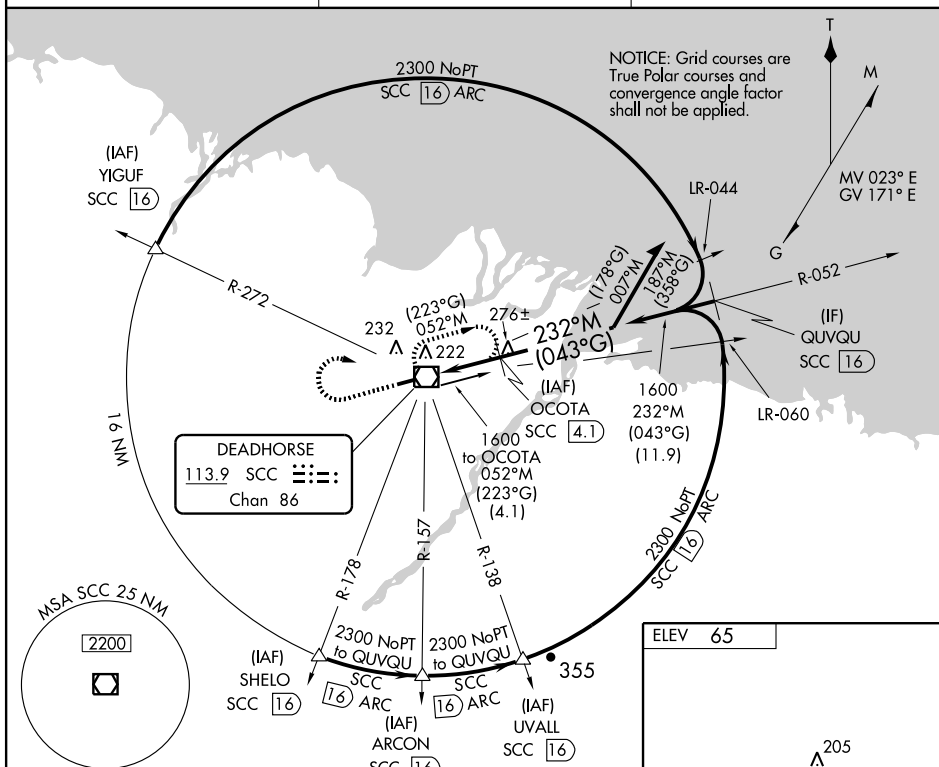 2300 NoPT
SCC 16 ARC
NOTICE: Grid courses are
True Polar courses and
convergence angle factor
shall not be applied.
T
M
MV 023° E
GV 171° E
G
(IAF)
YIGUF
SCC 16
LR-044
R-052
(IF)
QUVQU
SCC 16
LR-060
(178°G)
007°M
187°M
(358°G)
R-272
232
(223°G)
052°M
222
276±
232°M
(043°G)
(IAF)
OCOTA
SCC 4.1
1600
232°M
(043°G)
(11.9)
16 NM
DEADHORSE
113.9 SCC
Chan 86
1600
to OCOTA
052°M
(223°G)
(4.1)
R-178
R-157
R-138
2300 NoPT
SCC 16 ARC
MSA SCC 25 NM
2200
2300 NoPT
to QUVQU
SCC
16 ARC
2300 NoPT
to QUVQU
SCC
16 ARC
(IAF)
SHELO
SCC 16
(IAF)
ARCON
SCC 16
(IAF)
UVALL
SCC 16
355
ELEV 65
205